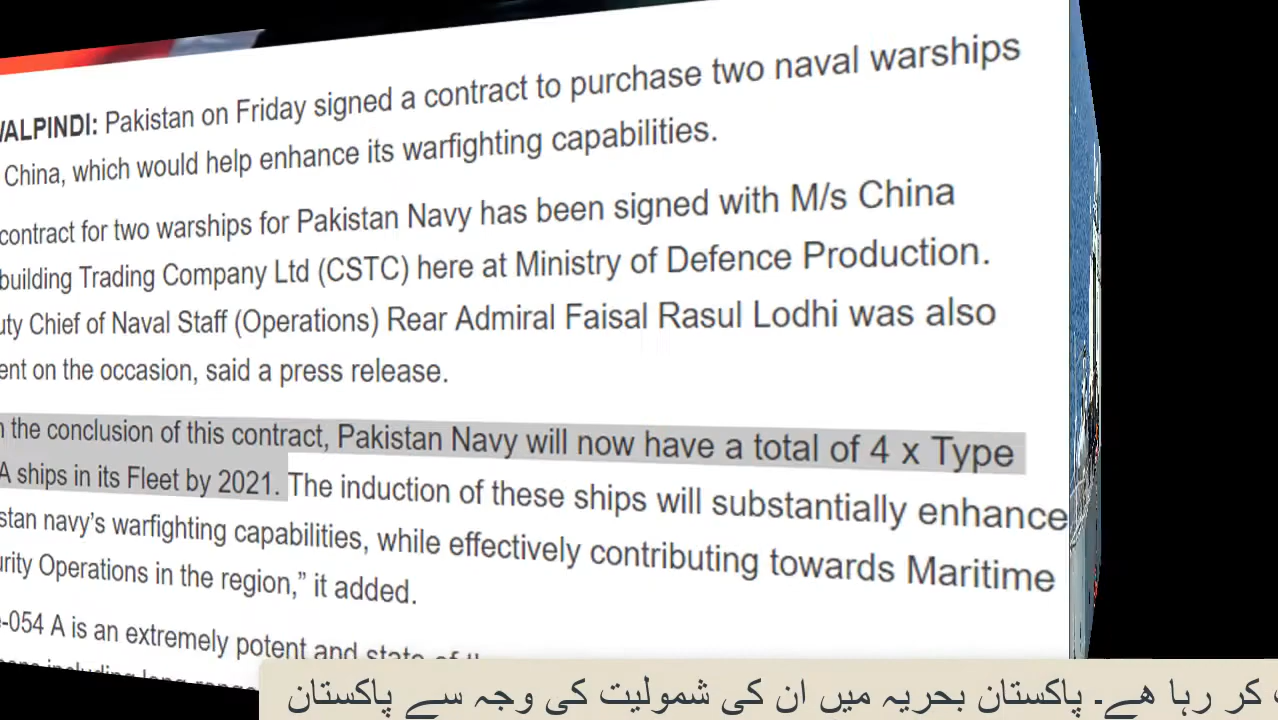 WALPINDI: Pakistan on Friday signed a contract to purchase two naval warships
China, which would help enhance its warfighting capabilities.
contract for two warships for Pakistan Navy has been signed with M/s China
building Trading Company Ltd (CSTC) here at Ministry of Defence Production.
uty Chief of Naval Staff (Operations) Rear Admiral Faisal Rasul Lodhi was also
ent on the occasion, said a press release.
n the conclusion of this contract, Pakistan Navy will now have a total of 4 x Type
A ships in its Fleet by 2021. The induction of these ships will substantially enhance
stan navy’s warfighting capabilities, while effectively contributing towards Maritime
urity Operations in the region,” it added.
e-054 A is an extremely potent and state of
including long range
کر رہا ھے۔ پاکستان بحریہ میں ان کی شمولیت کی وجہ سے پاکستان